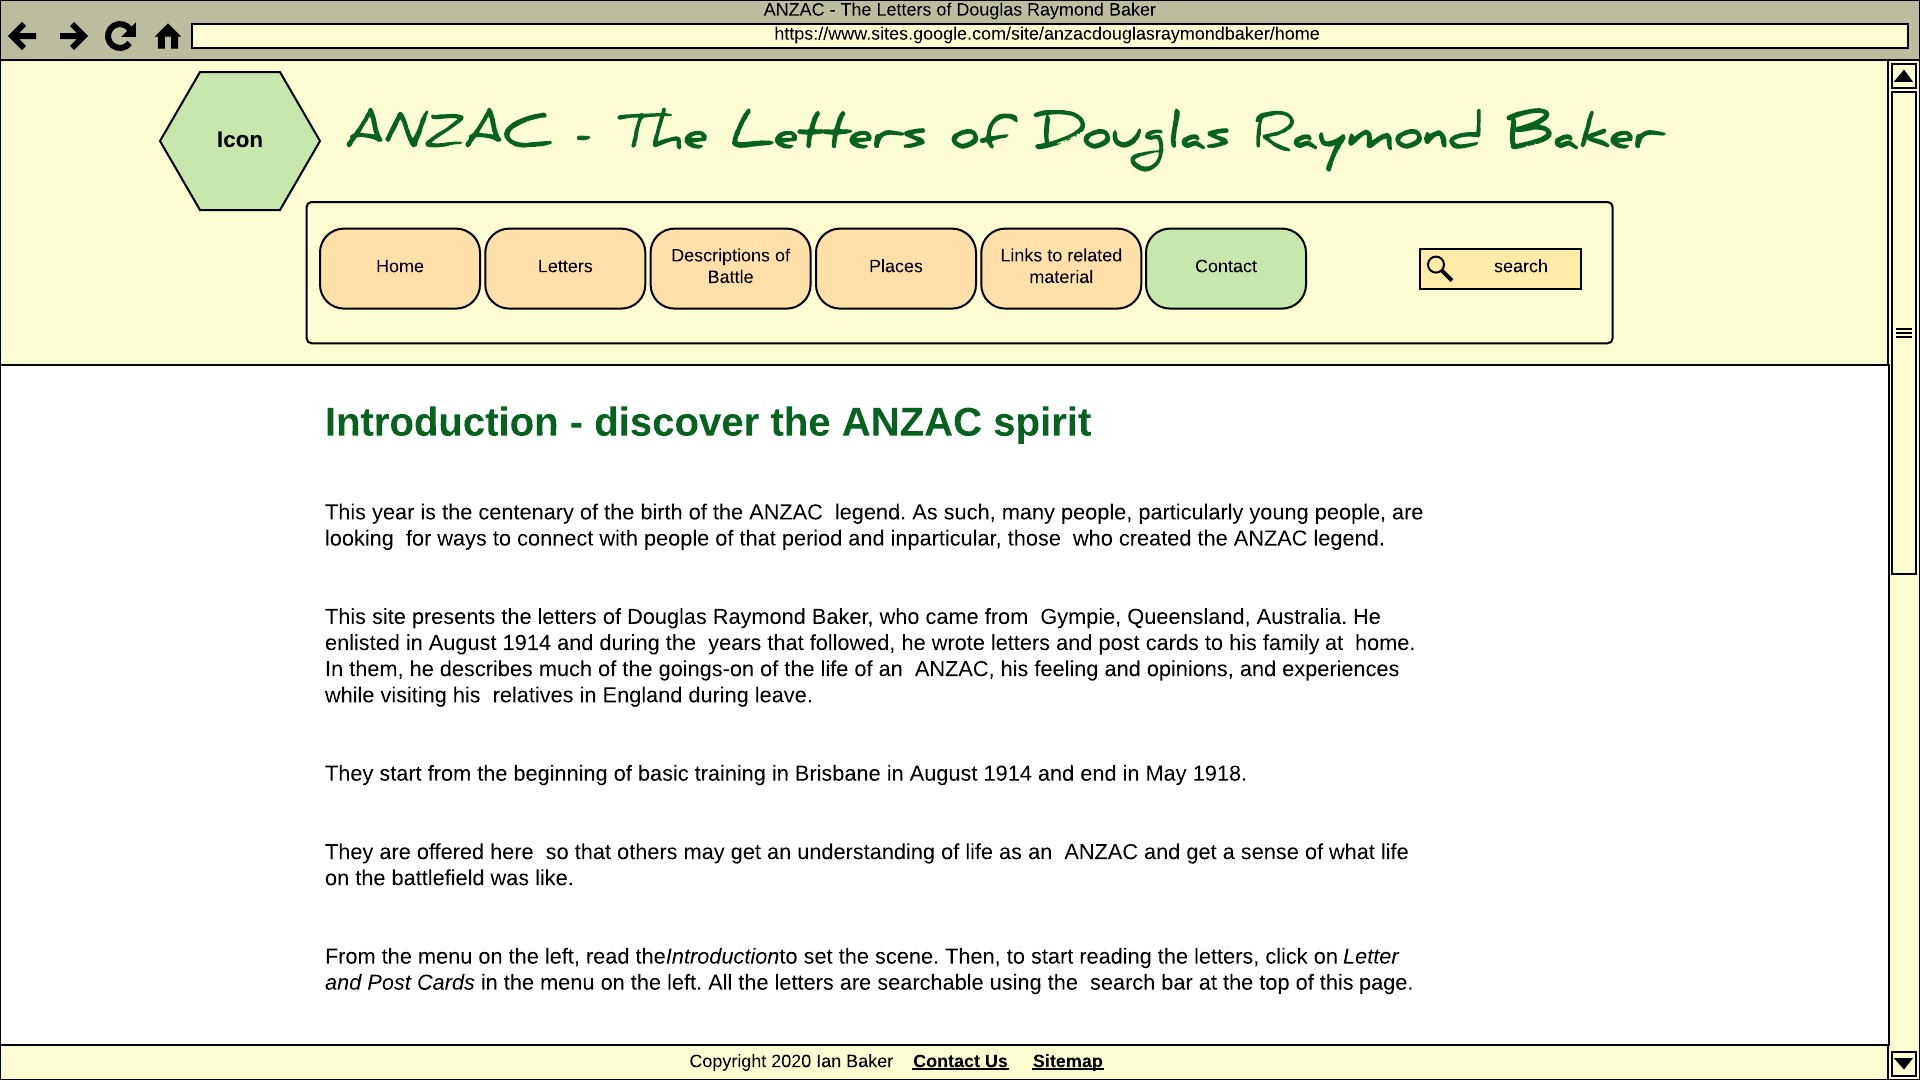 ANZAC - The Letters of Douglas Raymond Baker
https://www.sites.google.com/site/anzacdouglasraymondbaker/home
Icon
ANZAC - The Letters of Douglas Raymond Baker
Home
Letters
Descriptions of
Battle
Places
Links to related
material
Contact
search
Introduction - discover the ANZAC spirit
This year is the centenary of the birth of the ANZAC  legend. As such, many people, particularly young people, are
looking  for ways to connect with people of that period and inparticular, those  who created the ANZAC legend.
This site presents the letters of Douglas Raymond Baker, who came from  Gympie, Queensland, Australia. He
enlisted in August 1914 and during the  years that followed, he wrote letters and post cards to his family at  home.
In them, he describes much of the goings-on of the life of an  ANZAC, his feeling and opinions, and experiences
while visiting his  relatives in England during leave.
They start from the beginning of basic training in Brisbane in August 1914 and end in May 1918.
They are offered here  so that others may get an understanding of life as an  ANZAC and get a sense of what life
on the battlefield was like.
From the menu on the left, read theIntroductionto set the scene. Then, to start reading the letters, click on Letter
and Post Cards in the menu on the left. All the letters are searchable using the  search bar at the top of this page.
Copyright 2020 Ian Baker    Contact Us    Sitemap